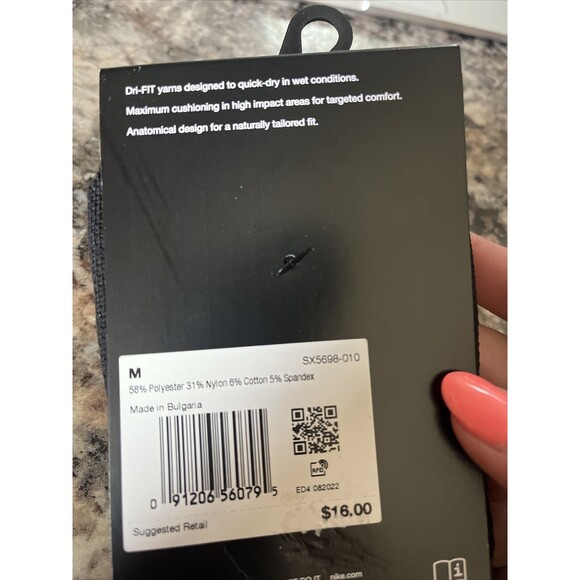 Dri-FIT yarns designed to quick-dry in wet conditions.
Maximum cushioning in high impact areas for targeted comfort.
Anatomical design for a naturally tailored fit.
M SX5698-010
58% Polyester 31% Nylon 6% Cotton 5% Spandex
Made in Bulgaria
RFID
0 91206 56079 5
ED4 082022
$16.00
Suggested Retail
DO IT | nike.com
i